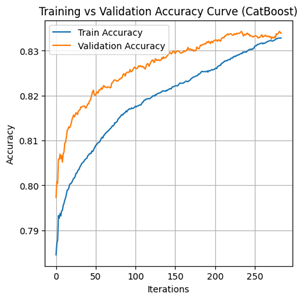 Training vs Validation Accuracy Curve (CatBoost)
Train Accuracy
Validation Accuracy
0.83
0.82
0.81
0.80
0.79
Accuracy
0 50 100 150 200 250
Iterations